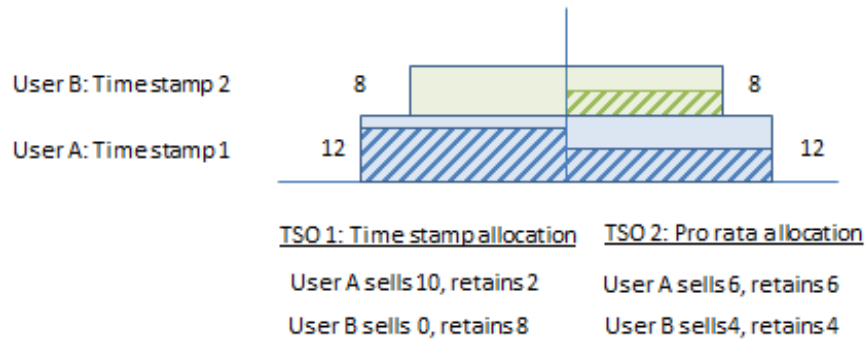 User B: Time stamp 2 8 8
User A: Time stamp 1 12 12
TSO 1: Time stamp allocation TSO 2: Pro rata allocation
User A sells 10, retains 2 User A sells 6, retains 6
User B sells 0, retains 8 User B sells 4, retains 4